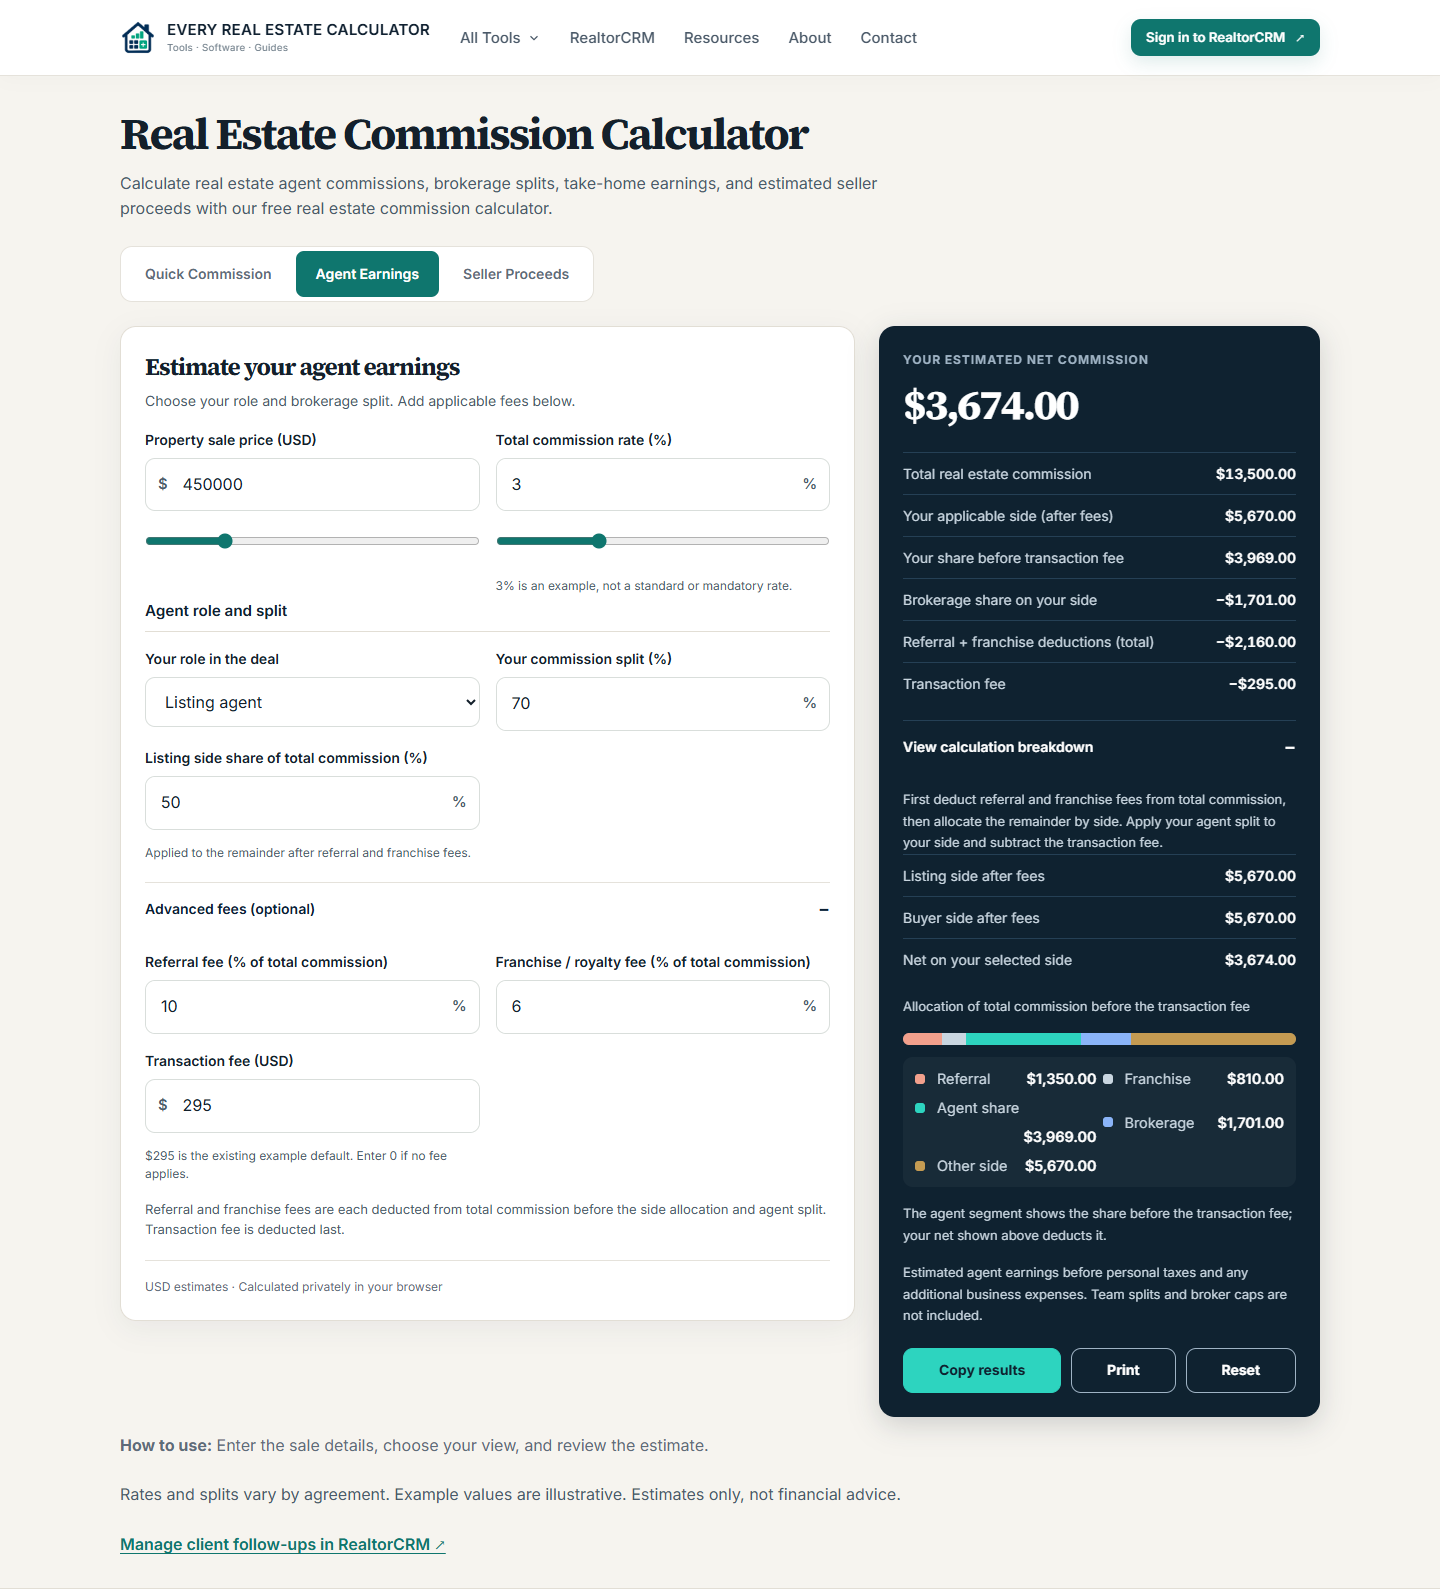 EVERY REAL ESTATE CALCULATOR
Tools · Software · Guides
All Tools
RealtorCRM
Resources
About
Contact
Sign in to RealtorCRM ↗
Real Estate Commission Calculator
Calculate real estate agent commissions, brokerage splits, take-home earnings, and estimated seller
proceeds with our free real estate commission calculator.
Quick Commission
Agent Earnings
Seller Proceeds
Estimate your agent earnings
Choose your role and brokerage split. Add applicable fees below.
Property sale price (USD)
$ 450000
Total commission rate (%)
3 %
3% is an example, not a standard or mandatory rate.
Agent role and split
Your role in the deal
Listing agent
Your commission split (%)
70 %
Listing side share of total commission (%)
50 %
Applied to the remainder after referral and franchise fees.
Advanced fees (optional) −
Referral fee (% of total commission)
10 %
Franchise / royalty fee (% of total commission)
6 %
Transaction fee (USD)
$ 295
$295 is the existing example default. Enter 0 if no fee
applies.
Referral and franchise fees are each deducted from total commission before the side allocation and agent split.
Transaction fee is deducted last.
USD estimates · Calculated privately in your browser
YOUR ESTIMATED NET COMMISSION
$3,674.00
Total real estate commission $13,500.00
Your applicable side (after fees) $5,670.00
Your share before transaction fee $3,969.00
Brokerage share on your side −$1,701.00
Referral + franchise deductions (total) −$2,160.00
Transaction fee −$295.00
View calculation breakdown −
First deduct referral and franchise fees from total commission,
then allocate the remainder by side. Apply your agent split to
your side and subtract the transaction fee.
Listing side after fees $5,670.00
Buyer side after fees $5,670.00
Net on your selected side $3,674.00
Allocation of total commission before the transaction fee
Referral $1,350.00
Franchise $810.00
Agent share
$3,969.00
Brokerage $1,701.00
Other side $5,670.00
The agent segment shows the share before the transaction fee;
your net shown above deducts it.
Estimated agent earnings before personal taxes and any
additional business expenses. Team splits and broker caps are
not included.
Copy results
Print
Reset
How to use: Enter the sale details, choose your view, and review the estimate.
Rates and splits vary by agreement. Example values are illustrative. Estimates only, not financial advice.
Manage client follow-ups in RealtorCRM ↗